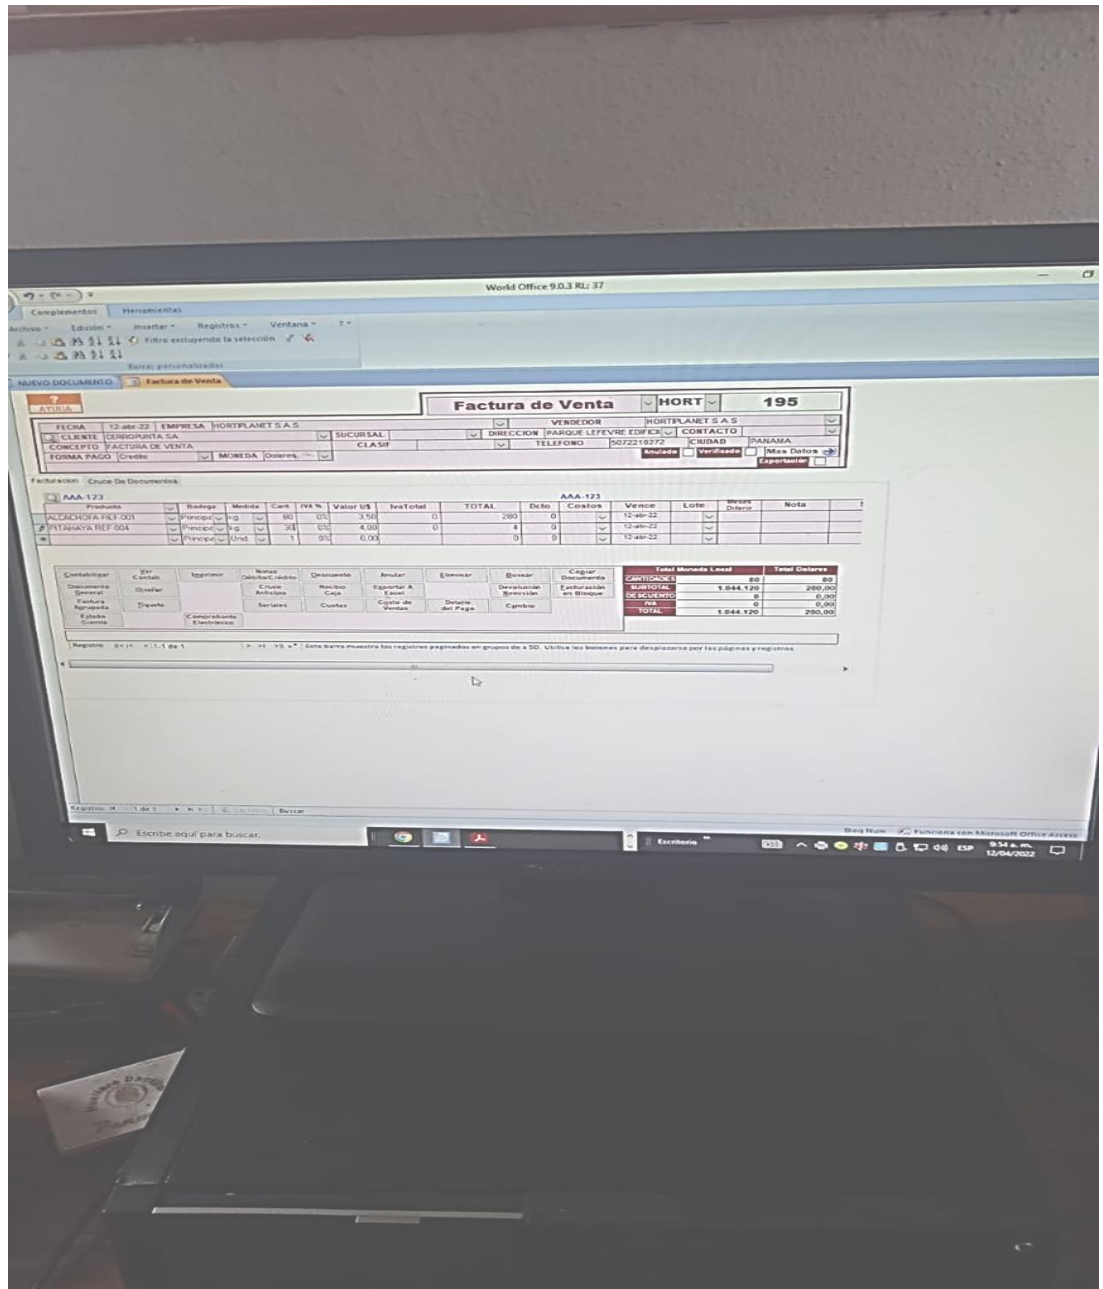 World Office 9.0.3 RL: 37
Complementos Herramientas
Archivo Edición Insertar Registros Ventana ?
Filtro excluyendo la selección
Barras personalizadas
NUEVO DOCUMENTO Factura de Venta
? AYUDA
Factura de Venta HORT 195
FECHA 12-abr-22 EMPRESA HORTIPLANET S A S VENDEDOR HORTIPLANET S A S
CLIENTE CERROPUNTA SA SUCURSAL DIRECCION PARQUE LEFEVRE EDIFICI CONTACTO
CONCEPTO FACTURA DE VENTA CLASIF TELEFONO 5072210272 CIUDAD PANAMA
FORMA PAGO Credito MONEDA Dolares Anulado Verificado Mas Datos
Exportación
Facturacion Cruce De Documentos
AAA-123 AAA-123
Producto Bodega Medida Cant IVA % Valor U$ IvaTotal TOTAL Dcto Costos Vence Lote Meses Diferir Nota
ALCACHOFA REF-001 Principal kg 80 0% 3,50 0 280 0 12-abr-22
PITAHAYA REF-004 Principal kg 30 0% 4,00 0 4 0 12-abr-22
Principal Und 1 0% 0,00 0 0 12-abr-22
Contabilizar Ver Contab Imprimir Notas Débito/Crédito Descuento Anular Eliminar Buscar Copiar Documento
Documento General Diseñar Cruce Anticipo Recibo Caja Exportar A Excel Devolución Remisión Facturación en Bloque
Factura Agrupada Tiquete Seriales Cuotas Costo de Ventas Detalle del Pago Cambio
Estado Cuenta Comprobante Electrónico
Total Moneda Local Total Dolares
CANTIDADES 80 80
SUBTOTAL 1.044.120 280,00
DESCUENTO 0 0,00
IVA 0 0,00
TOTAL 1.044.120 280,00
Registro 1-1 de 1 Esta barra muestra los registros paginados en grupos de a 50. Utilice los botones para desplazarse por las páginas y registros
Registro: 1 de 1 Buscar
Bloq Num Funciona con Microsoft Office Access
Escribe aquí para buscar. Escritorio ESP 9:54 a. m.
12/04/2022